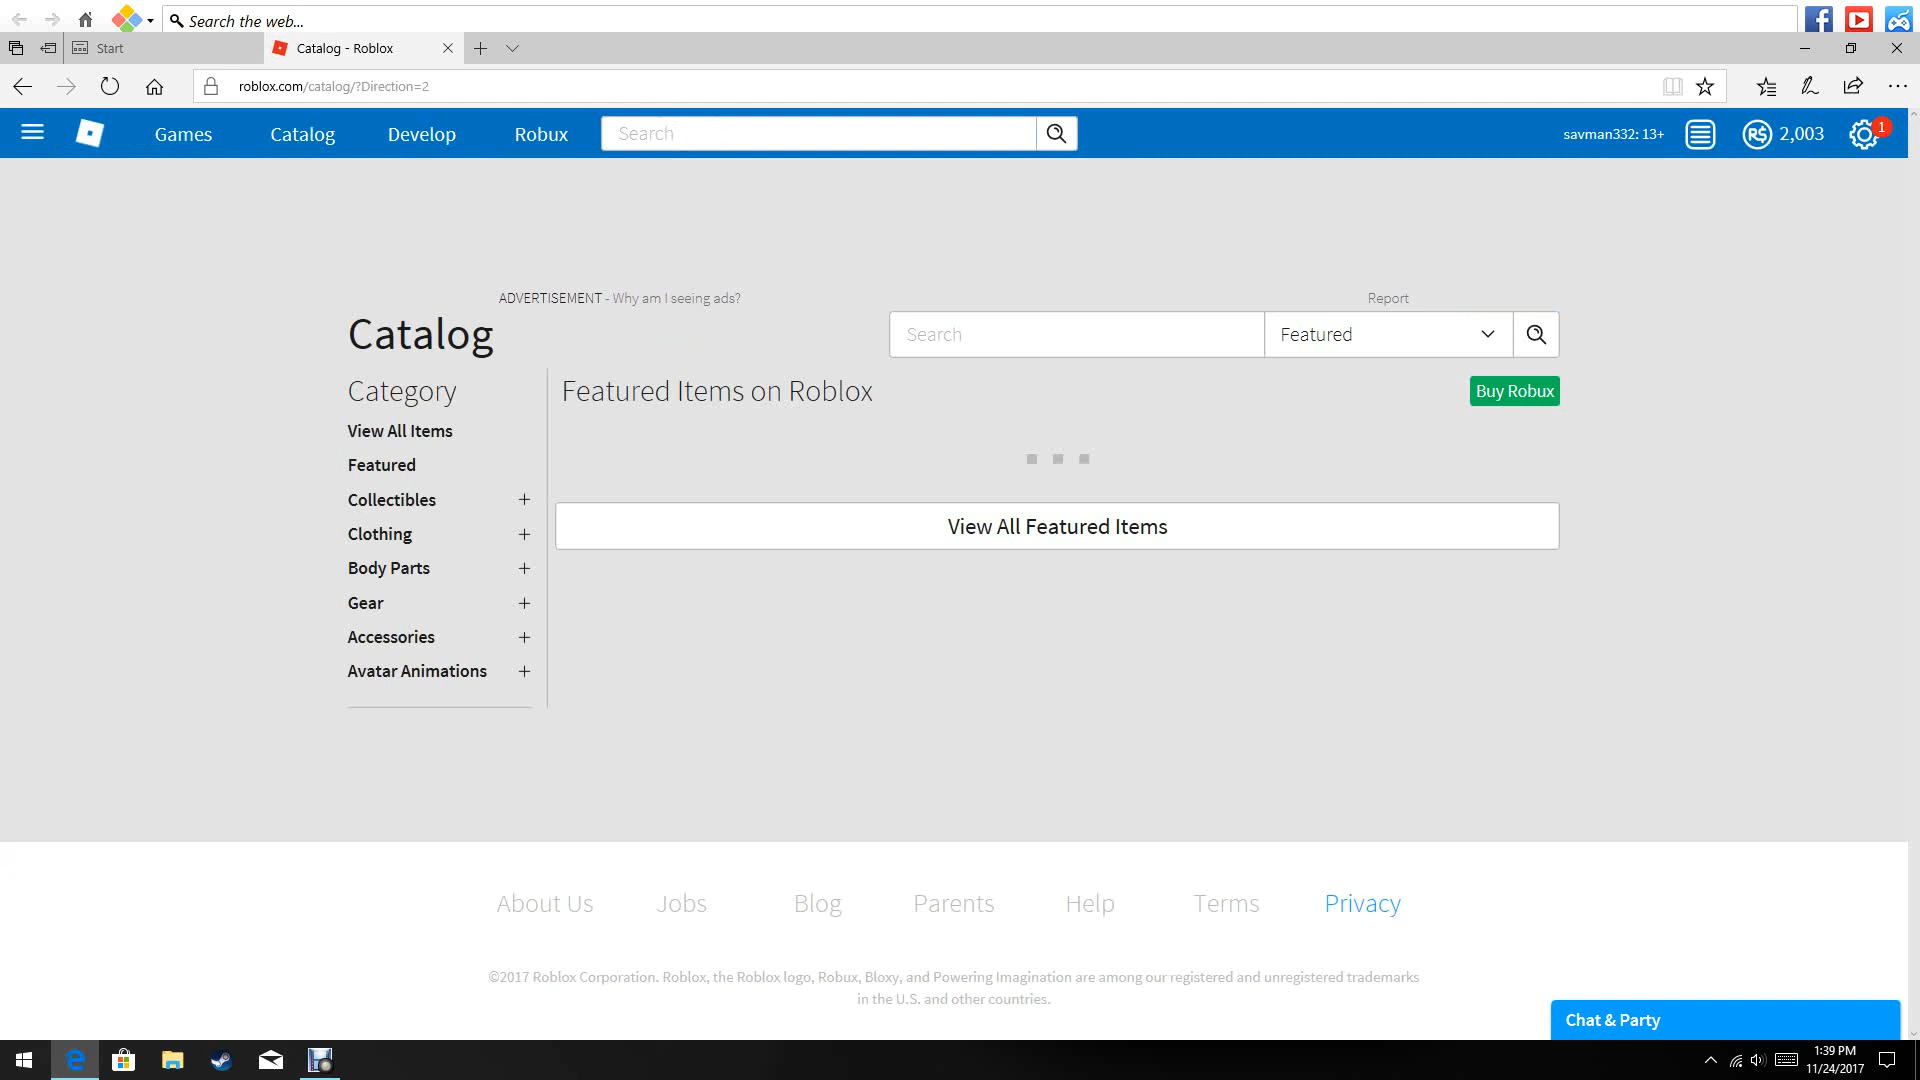 Search the web...
Start
Catalog - Roblox
roblox.com/catalog/?Direction=2
Games Catalog Develop Robux Search savman332: 13+ R$ 2,003 1
ADVERTISEMENT - Why am I seeing ads? Report
Catalog
Search Featured
Category
Featured Items on Roblox
Buy Robux
View All Items
Featured
Collectibles +
Clothing +
Body Parts +
Gear +
Accessories +
Avatar Animations +
View All Featured Items
About Us Jobs Blog Parents Help Terms Privacy
©2017 Roblox Corporation. Roblox, the Roblox logo, Robux, Bloxy, and Powering Imagination are among our registered and unregistered trademarks
in the U.S. and other countries.
Chat & Party
1:39 PM
11/24/2017